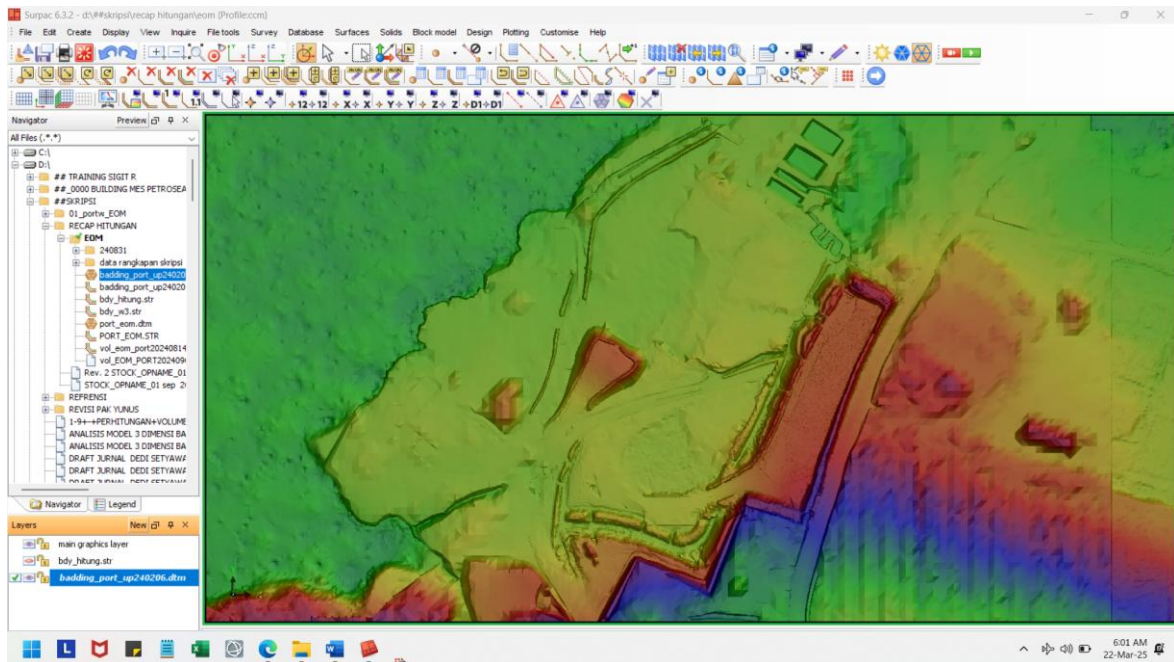 Surpac 6.3.2 - d:\##skripsi\recap hitungan\eom (Profile:ccm)
File Edit Create Display View Inquire File tools Survey Database Surfaces Solids Block model Design Plotting Customise Help
Navigator Preview
All Files (*.*)
C:\
D:\
## TRAINING SIGIT R
##_0000 BUILDING MES PETROSEA
##SKRIPSI
01_portw_EOM
RECAP HITUNGAN
EOM
240831
data rangkapan skripsi
badding_port_up24020
badding_port_up24020
bdy_hitung.str
bdy_w3.str
port_eom.dtm
PORT_EOM.STR
vol_eom_port20240814
vol_EOM_PORT202409
Rev. 2 STOCK_OPNAME_01
STOCK_OPNAME_01 sep 20
REFRENSI
REVISI PAK YUNUS
1-9+-+PERHITUNGAN+VOLUME
ANALISIS MODEL 3 DIMENSI BA
ANALISIS MODEL 3 DIMENSI BA
DRAFT JURNAL DEDI SETYAWA
DRAFT JURNAL DEDI SETYAWA
Navigator Legend
Layers New
main graphics layer
bdy_hitung.str
badding_port_up240206.dtm
6:01 AM
22-Mar-25